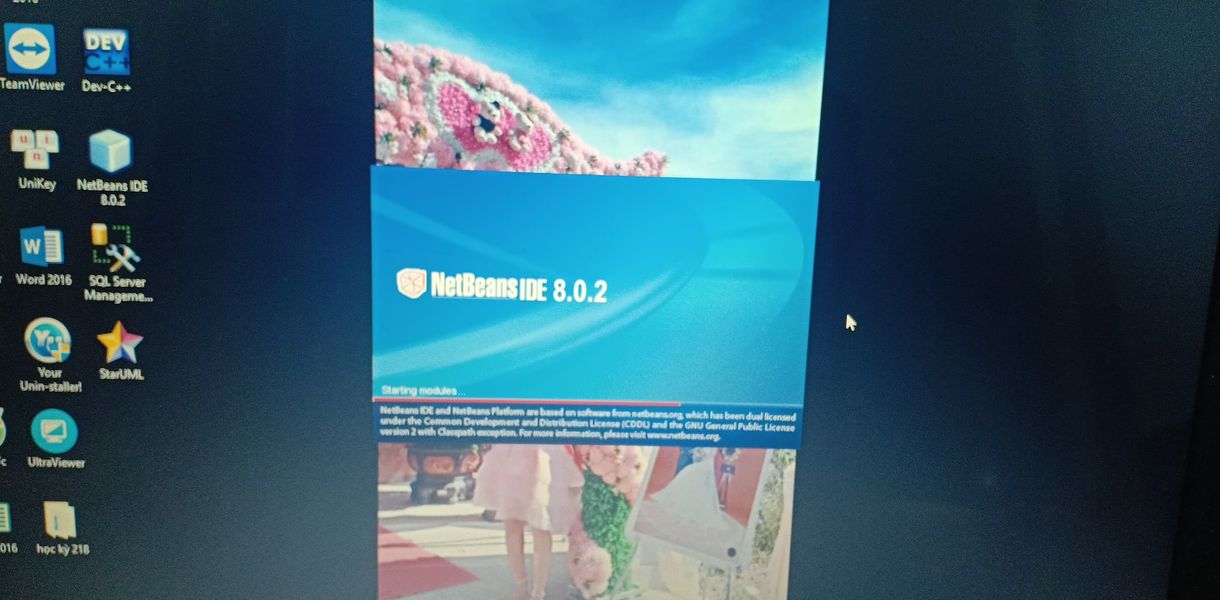 TeamViewer
DEV
C++
Dev-C++
u
i
n
UniKey
NetBeans IDE
8.0.2
W
Word 2016
SQL Server
Manageme...
Your
Unin-staller!
StarUML
UltraViewer
016
học kỳ 218
NetBeans IDE 8.0.2
Starting modules...
NetBeans IDE and NetBeans Platform are based on software from netbeans.org, which has been dual licensed
under the Common Development and Distribution License (CDDL) and the GNU General Public License
version 2 with Classpath exception. For more information, please visit www.netbeans.org.